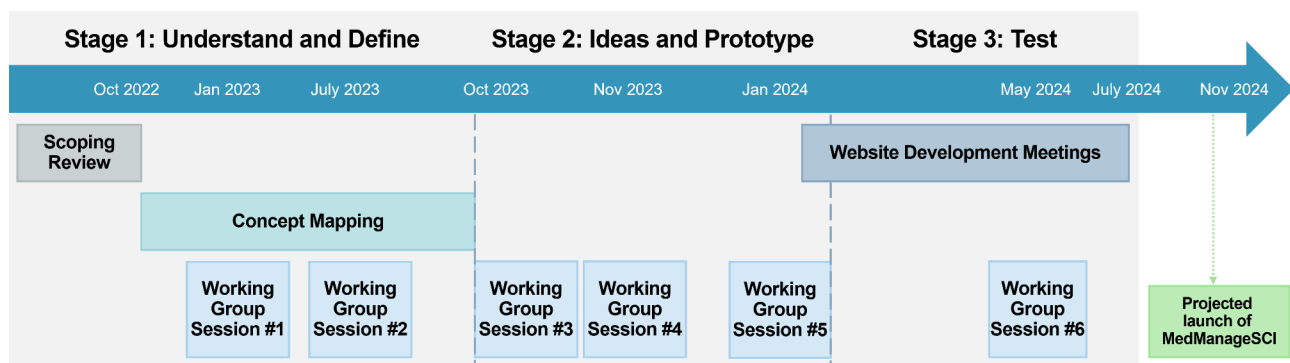 Stage 1: Understand and Define
Stage 2: Ideas and Prototype
Stage 3: Test
Oct 2022
Jan 2023
July 2023
Oct 2023
Nov 2023
Jan 2024
May 2024
July 2024
Nov 2024
Scoping
Review
Website Development Meetings
Concept Mapping
Working
Group
Session #1
Working
Group
Session #2
Working
Group
Session #3
Working
Group
Session #4
Working
Group
Session #5
Working
Group
Session #6
Projected
launch of
MedManageSCI